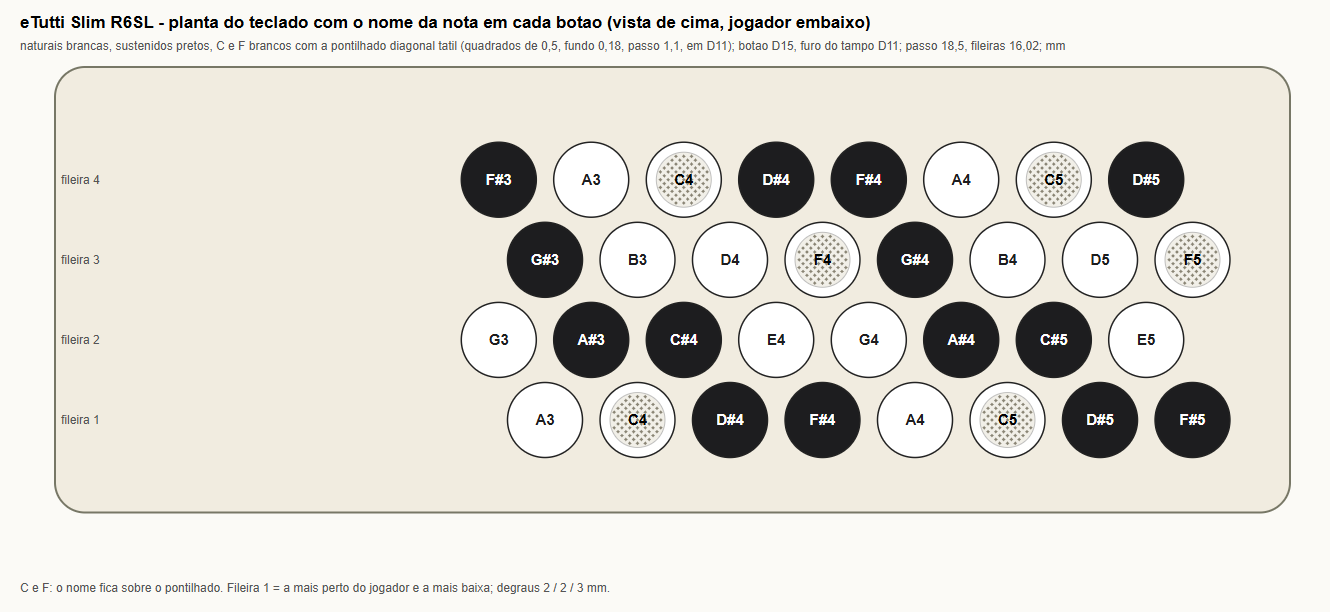 eTutti Slim R6SL - planta do teclado com o nome da nota em cada botao (vista de cima, jogador embaixo)
naturais brancas, sustenidos pretos, C e F brancos com a pontilhado diagonal tatil (quadrados de 0,5, fundo 0,18, passo 1,1, em D11); botao D15, furo do tampo D11; passo 18,5, fileiras 16,02; mm
fileira 4 F#3 A3 C4 D#4 F#4 A4 C5 D#5
fileira 3 G#3 B3 D4 F4 G#4 B4 D5 F5
fileira 2 G3 A#3 C#4 E4 G4 A#4 C#5 E5
fileira 1 A3 C4 D#4 F#4 A4 C5 D#5 F#5
C e F: o nome fica sobre o pontilhado. Fileira 1 = a mais perto do jogador e a mais baixa; degraus 2 / 2 / 3 mm.